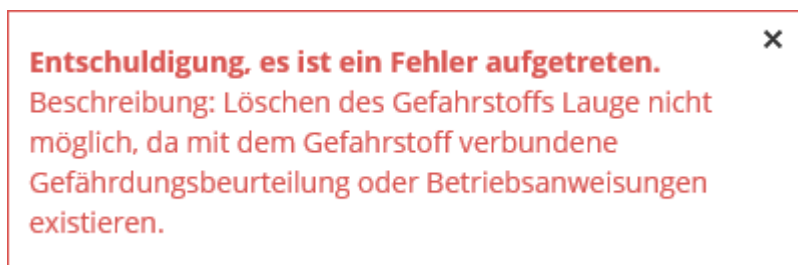 Entschuldigung, es ist ein Fehler aufgetreten.
Beschreibung: Löschen des Gefahrstoffs Lauge nicht
möglich, da mit dem Gefahrstoff verbundene
Gefährdungsbeurteilung oder Betriebsanweisungen
existieren.